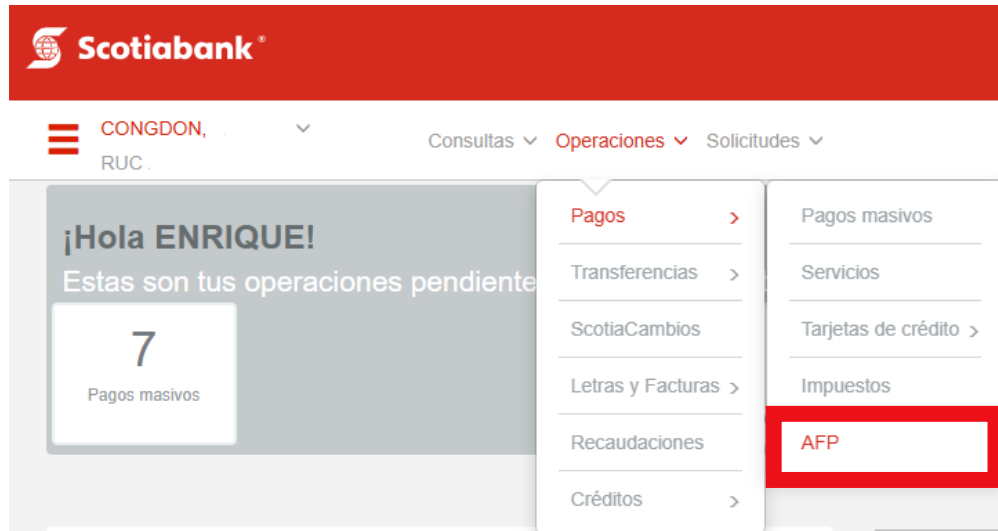 Scotiabank®
CONGDON,
RUC
Consultas Operaciones Solicitudes
¡Hola ENRIQUE!
Estas son tus operaciones pendiente
7
Pagos masivos
Pagos
Transferencias
ScotiaCambios
Letras y Facturas
Recaudaciones
Créditos
Pagos masivos
Servicios
Tarjetas de crédito
Impuestos
AFP